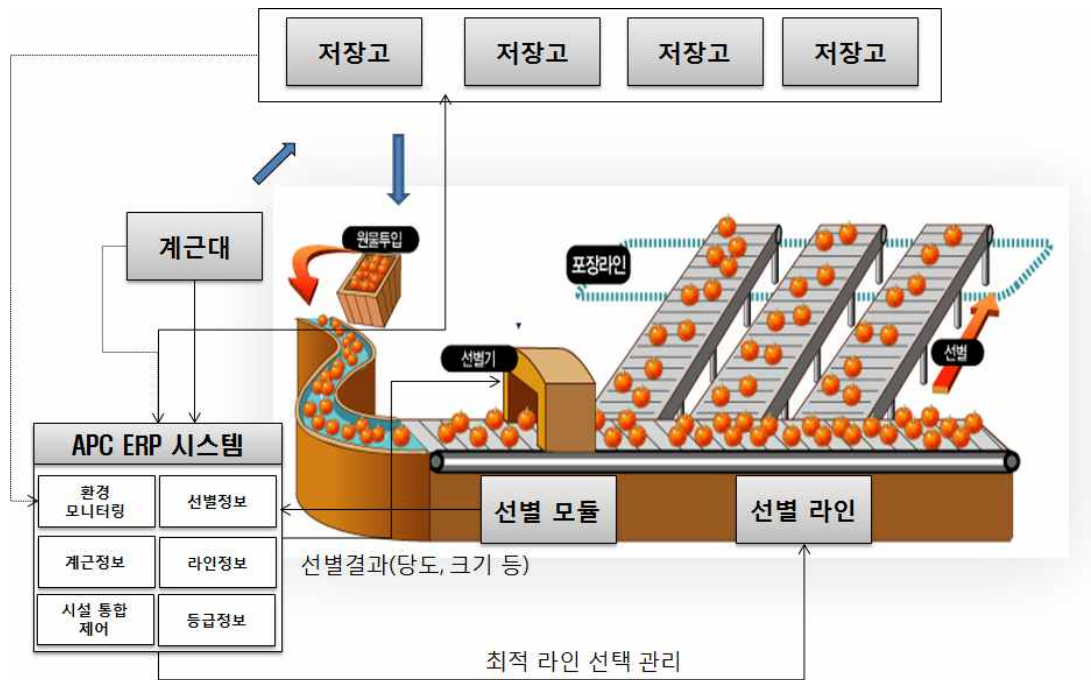 저장고
저장고
저장고
저장고
계근대
원물투입
포장라인
선별기
선별
APC ERP 시스템
환경
모니터링
선별정보
계근정보
라인정보
시설 통합
제어
등급정보
선별 모듈
선별 라인
선별결과(당도, 크기 등)
최적 라인 선택 관리